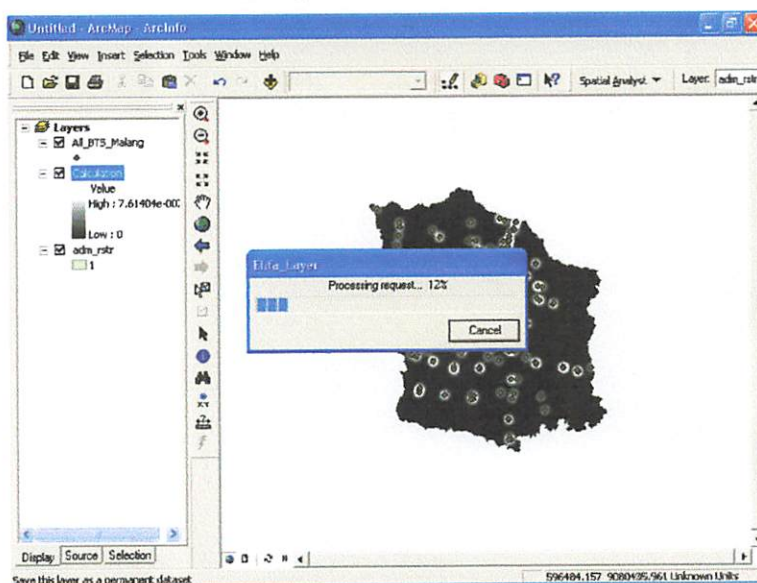 Untitled - ArcMap - ArcInfo
File Edit View Insert Selection Tools Window Help
Spatial Analyst Layer: adm_rstr
Layers
All_BTS_Malang
Calculation
Value
High : 7.61404e-00
Low : 0
adm_rstr
1
Processing request... 12%
Cancel
Display Source Selection
Save this layer as a permanent dataset
596484.157 9080435.961 Unknown Units